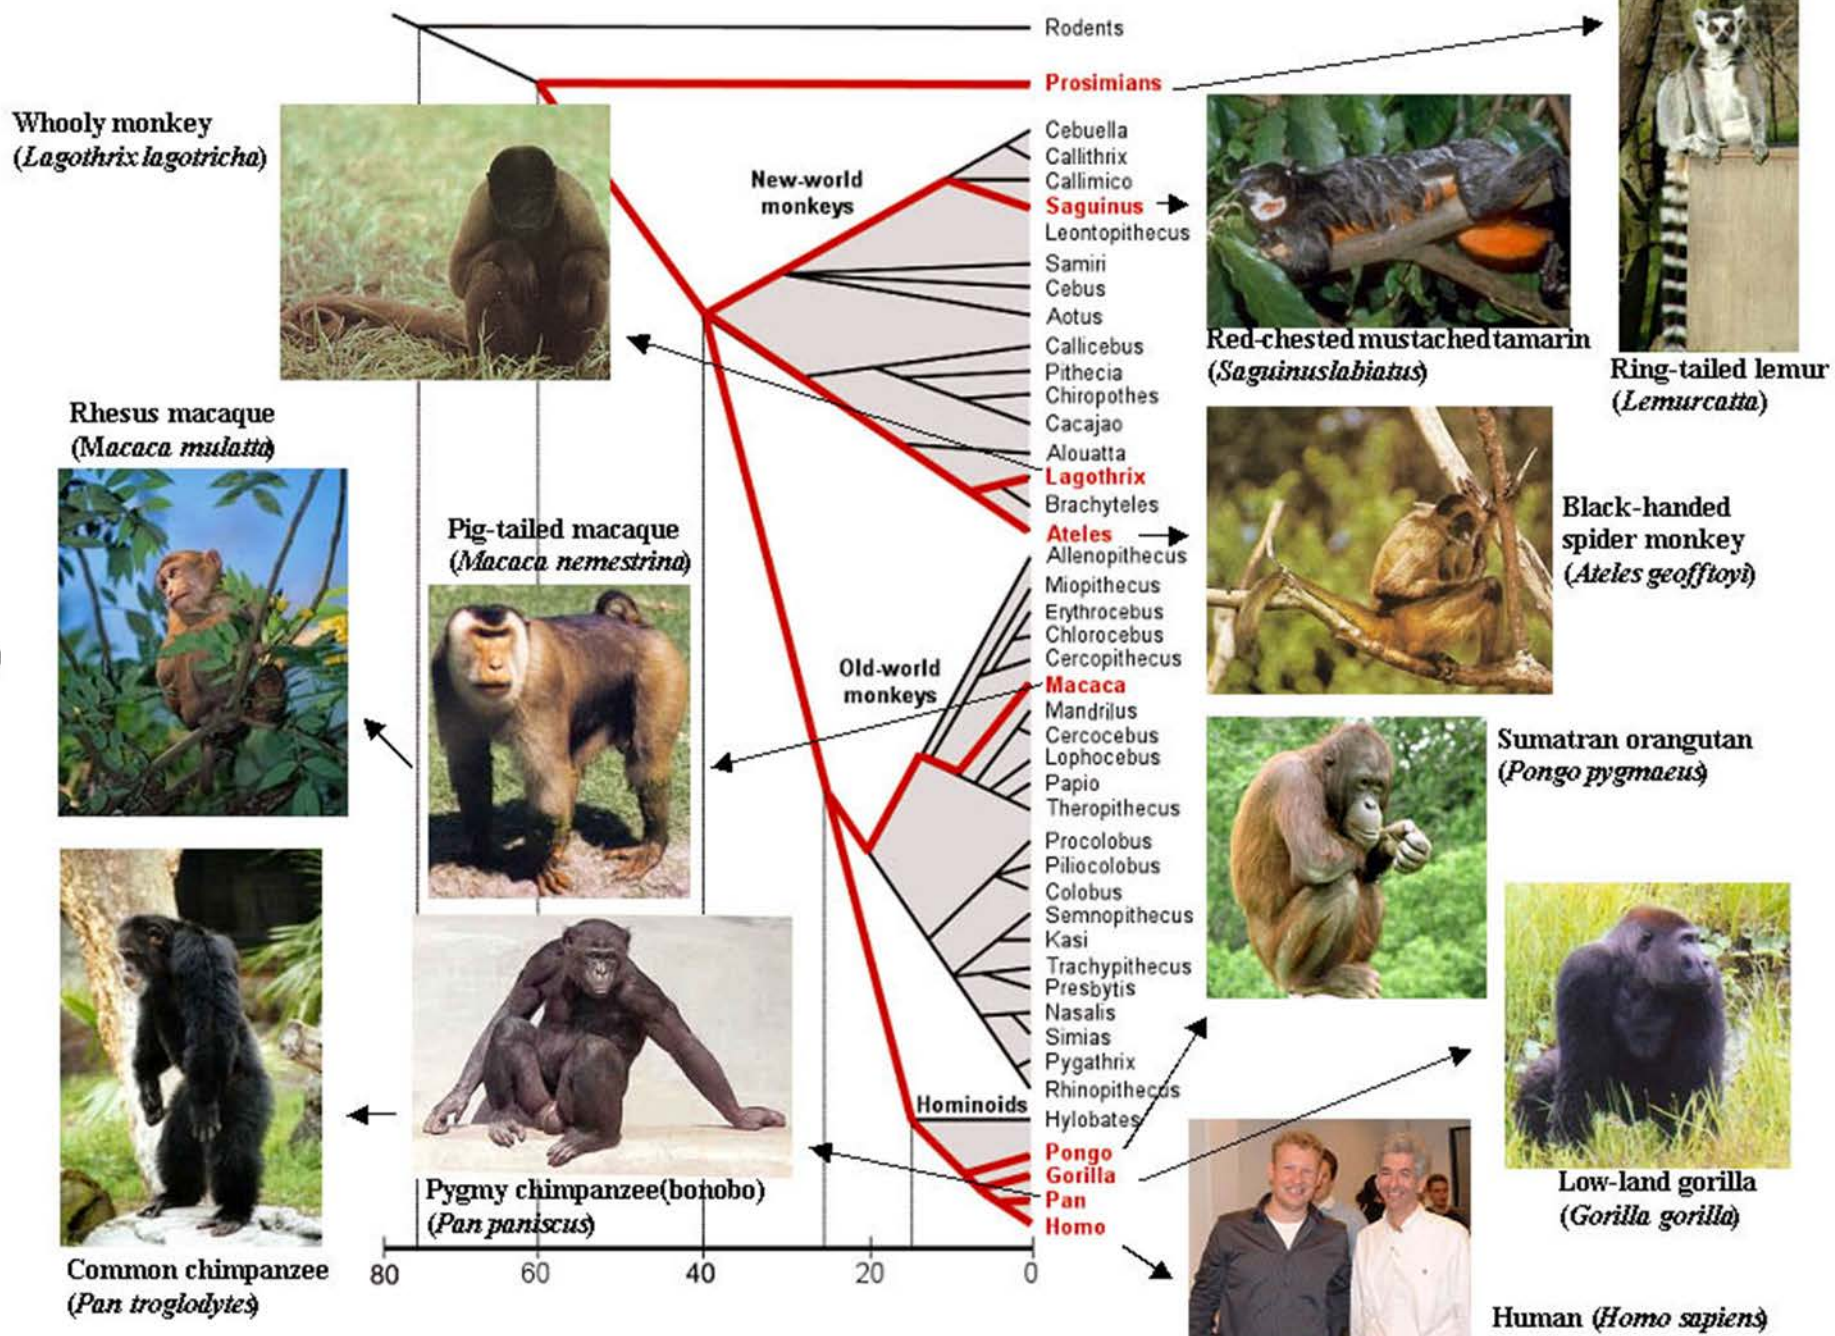 Rodents
Prosimians
Whooly monkey
(Lagothrix lagotricha)
New-world
monkeys
Cebuella
Callithrix
Callimico
Saguinus
Leontopithecus
Samiri
Cebus
Aotus
Callicebus
Pithecia
Chiropothes
Cacajao
Alouatta
Lagothrix
Brachyteles
Ateles
Red-chested mustached tamarin
(Saguinuslabiatus)
Ring-tailed lemur
(Lemurcatta)
Rhesus macaque
(Macaca mulatta)
Pig-tailed macaque
(Macaca nemestrina)
Black-handed
spider monkey
(Ateles geofftoyi)
Old-world
monkeys
Allenopithecus
Miopithecus
Erythrocebus
Chlorocebus
Cercopithecus
Macaca
Mandrilus
Cercocebus
Lophocebus
Papio
Theropithecus
Procolobus
Piliocolobus
Colobus
Semnopithecus
Kasi
Trachypithecus
Presbytis
Nasalis
Simias
Pygathrix
Rhinopithecus
Sumatran orangutan
(Pongo pygmaeus)
Hominoids
Hylobates
Pongo
Gorilla
Pan
Homo
Low-land gorilla
(Gorilla gorilla)
Pygmy chimpanzee(bonobo)
(Pan paniscus)
Common chimpanzee
(Pan troglodytes)
80 60 40 20 0
Human (Homo sapiens)